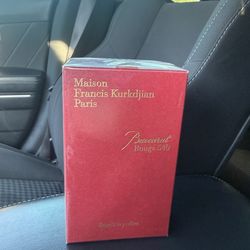 Maison
Francis Kurkdjian
Paris
Baccarat
Rouge 540